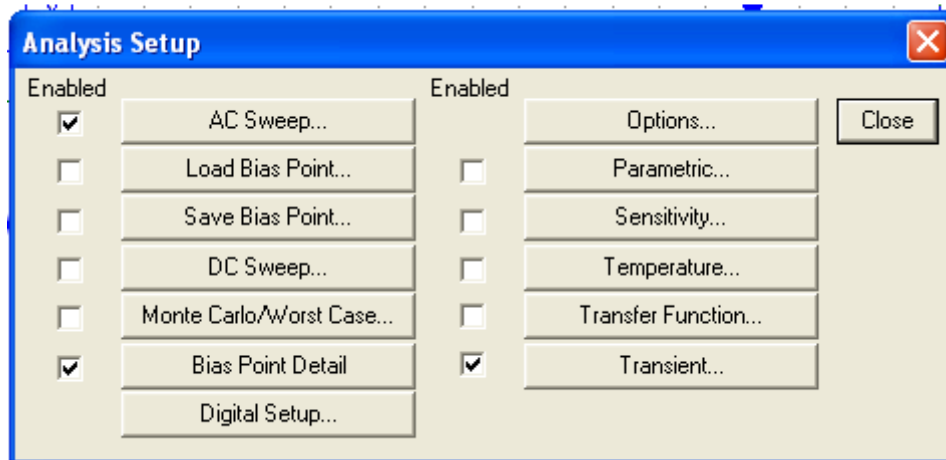 Analysis Setup
Enabled Enabled
AC Sweep... Options... Close
Load Bias Point... Parametric...
Save Bias Point... Sensitivity...
DC Sweep... Temperature...
Monte Carlo/Worst Case... Transfer Function...
Bias Point Detail Transient...
Digital Setup...